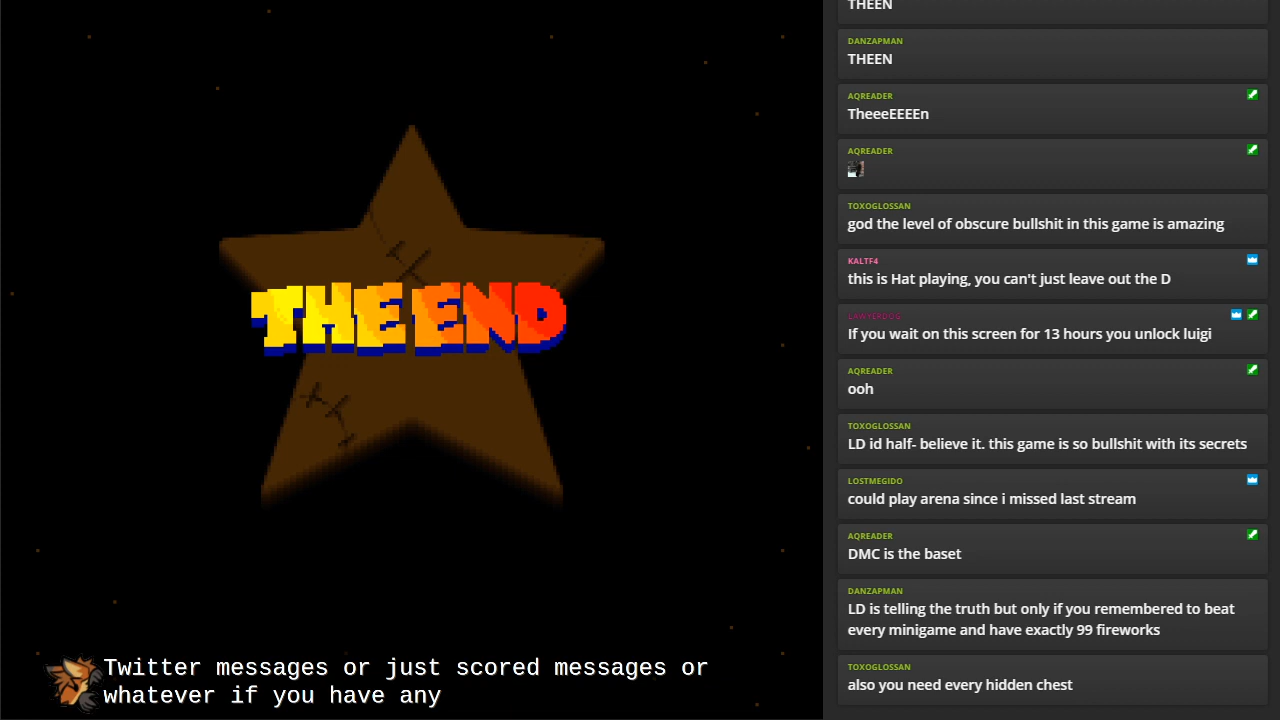 THE END
Twitter messages or just scored messages or
whatever if you have any
THEEN
DANZAPMAN
THEEN
AQREADER
TheeeEEEEn
AQREADER
TOXOGLOSSAN
god the level of obscure bullshit in this game is amazing
KALTF4
this is Hat playing, you can't just leave out the D
LAWYERDOG
If you wait on this screen for 13 hours you unlock luigi
AQREADER
ooh
TOXOGLOSSAN
LD id half- believe it. this game is so bullshit with its secrets
LOSTMEGIDO
could play arena since i missed last stream
AQREADER
DMC is the baset
DANZAPMAN
LD is telling the truth but only if you remembered to beat
every minigame and have exactly 99 fireworks
TOXOGLOSSAN
also you need every hidden chest